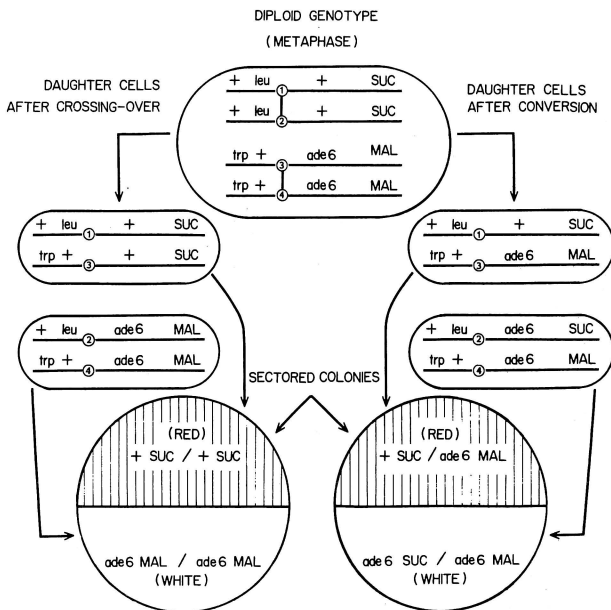 DIPLOID GENOTYPE
(METAPHASE)
DAUGHTER CELLS
AFTER CROSSING-OVER
DAUGHTER CELLS
AFTER CONVERSION
+ leu + SUC
①
+ leu + SUC
②
trp + ade6 MAL
③
trp + ade6 MAL
④
+ leu + SUC
①
trp + + SUC
③
+ leu ade6 MAL
②
trp + ade6 MAL
④
+ leu + SUC
①
trp + ade6 MAL
③
+ leu ade6 SUC
②
trp + ade6 MAL
④
SECTORED COLONIES
(RED)
+ SUC / + SUC
ade6 MAL / ade6 MAL
(WHITE)
(RED)
+ SUC / ade6 MAL
ade6 SUC / ade6 MAL
(WHITE)